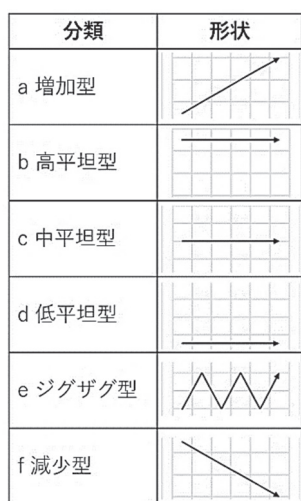 分類 形状
a 増加型
b 高平坦型
c 中平坦型
d 低平坦型
e ジグザグ型
f 減少型